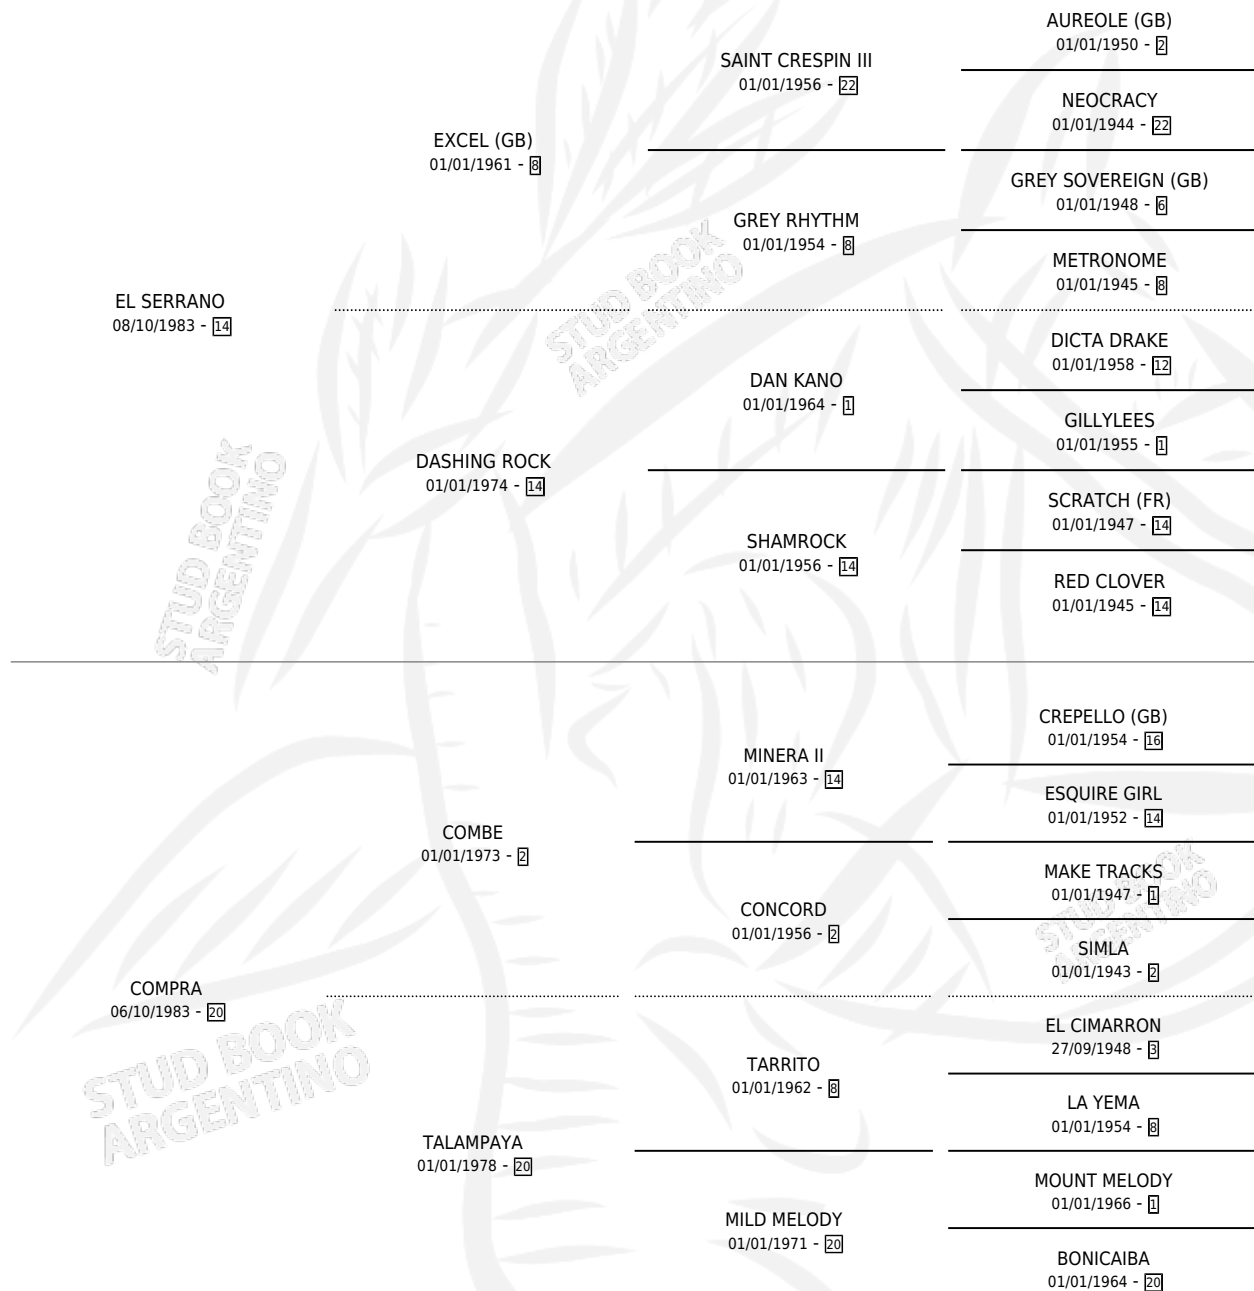 AUREOLE (GB)
01/01/1950 - 2
SAINT CRESPIN III
01/01/1956 - 22
NEOCRACY
01/01/1944 - 22
EXCEL (GB)
01/01/1961 - 8
GREY SOVEREIGN (GB)
01/01/1948 - 6
GREY RHYTHM
01/01/1954 - 8
METRONOME
01/01/1945 - 8
EL SERRANO
08/10/1983 - 14
DICTA DRAKE
01/01/1958 - 12
DAN KANO
01/01/1964 - 1
GILLYLEES
01/01/1955 - 1
DASHING ROCK
01/01/1974 - 14
SCRATCH (FR)
01/01/1947 - 14
SHAMROCK
01/01/1956 - 14
RED CLOVER
01/01/1945 - 14
CREPELLO (GB)
01/01/1954 - 16
MINERA II
01/01/1963 - 14
ESQUIRE GIRL
01/01/1952 - 14
COMBE
01/01/1973 - 2
MAKE TRACKS
01/01/1947 - 1
CONCORD
01/01/1956 - 2
SIMLA
01/01/1943 - 2
COMPRA
06/10/1983 - 20
EL CIMARRON
27/09/1948 - 3
TARRITO
01/01/1962 - 8
LA YEMA
01/01/1954 - 8
TALAMPAYA
01/01/1978 - 20
MOUNT MELODY
01/01/1966 - 1
MILD MELODY
01/01/1971 - 20
BONICAIBA
01/01/1964 - 20
STUD BOOK
ARGENTINO
STUD BOOK
ARGENTINO
STUD BOOK
ARGENTINO
STUD BOOK
ARGENTINO